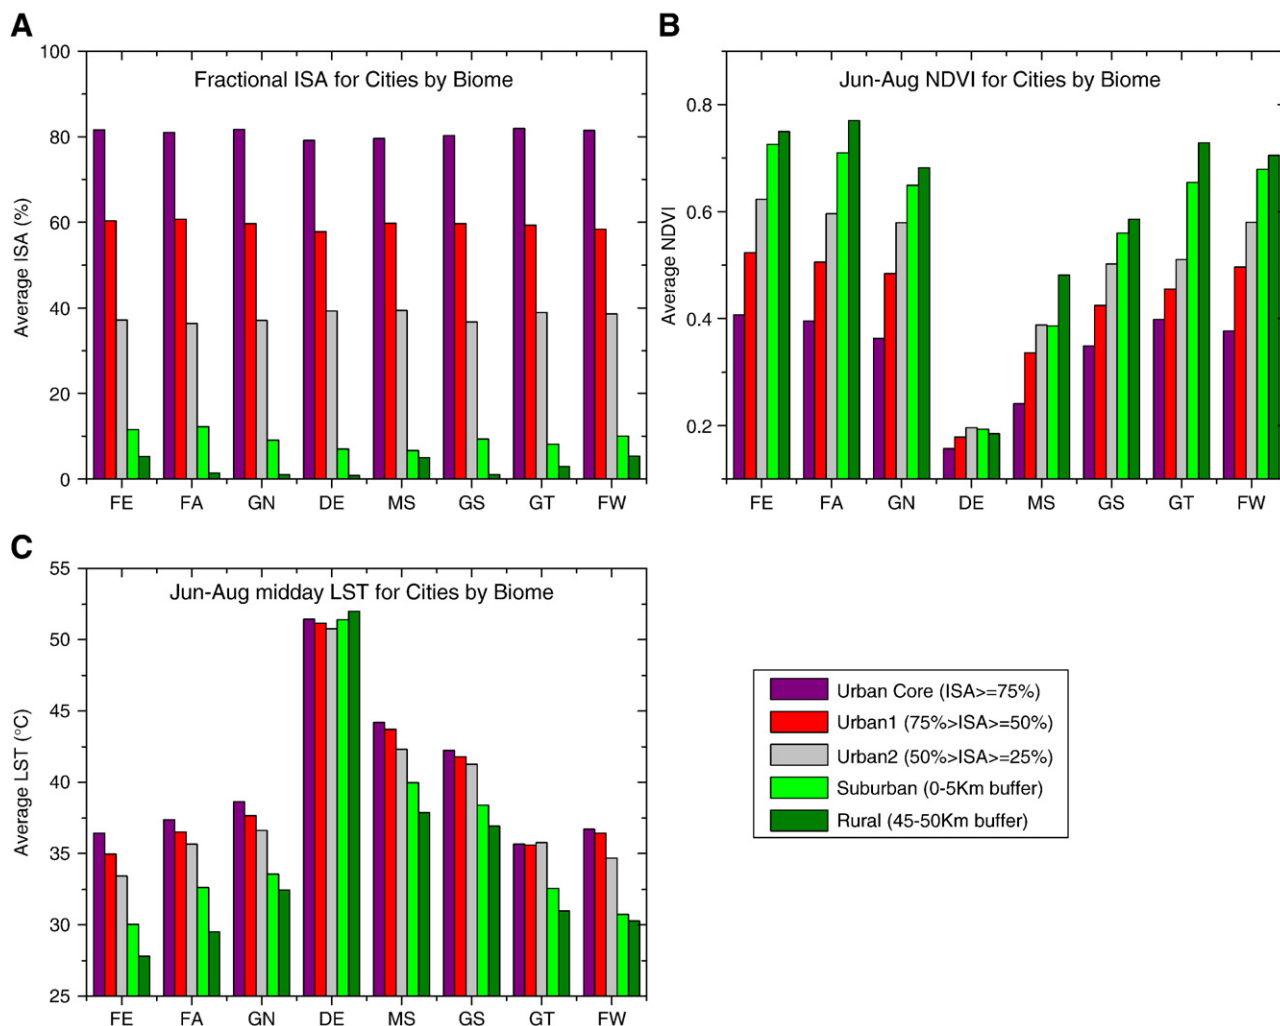 A
Fractional ISA for Cities by Biome
Average ISA (%)
100
80
60
40
20
0
FE FA GN DE MS GS GT FW
B
Jun-Aug NDVI for Cities by Biome
Average NDVI
0.8
0.6
0.4
0.2
FE FA GN DE MS GS GT FW
C
Jun-Aug midday LST for Cities by Biome
Average LST (°C)
55
50
45
40
35
30
25
FE FA GN DE MS GS GT FW
Urban Core (ISA>=75%)
Urban1 (75%>ISA>=50%)
Urban2 (50%>ISA>=25%)
Suburban (0-5Km buffer)
Rural (45-50Km buffer)